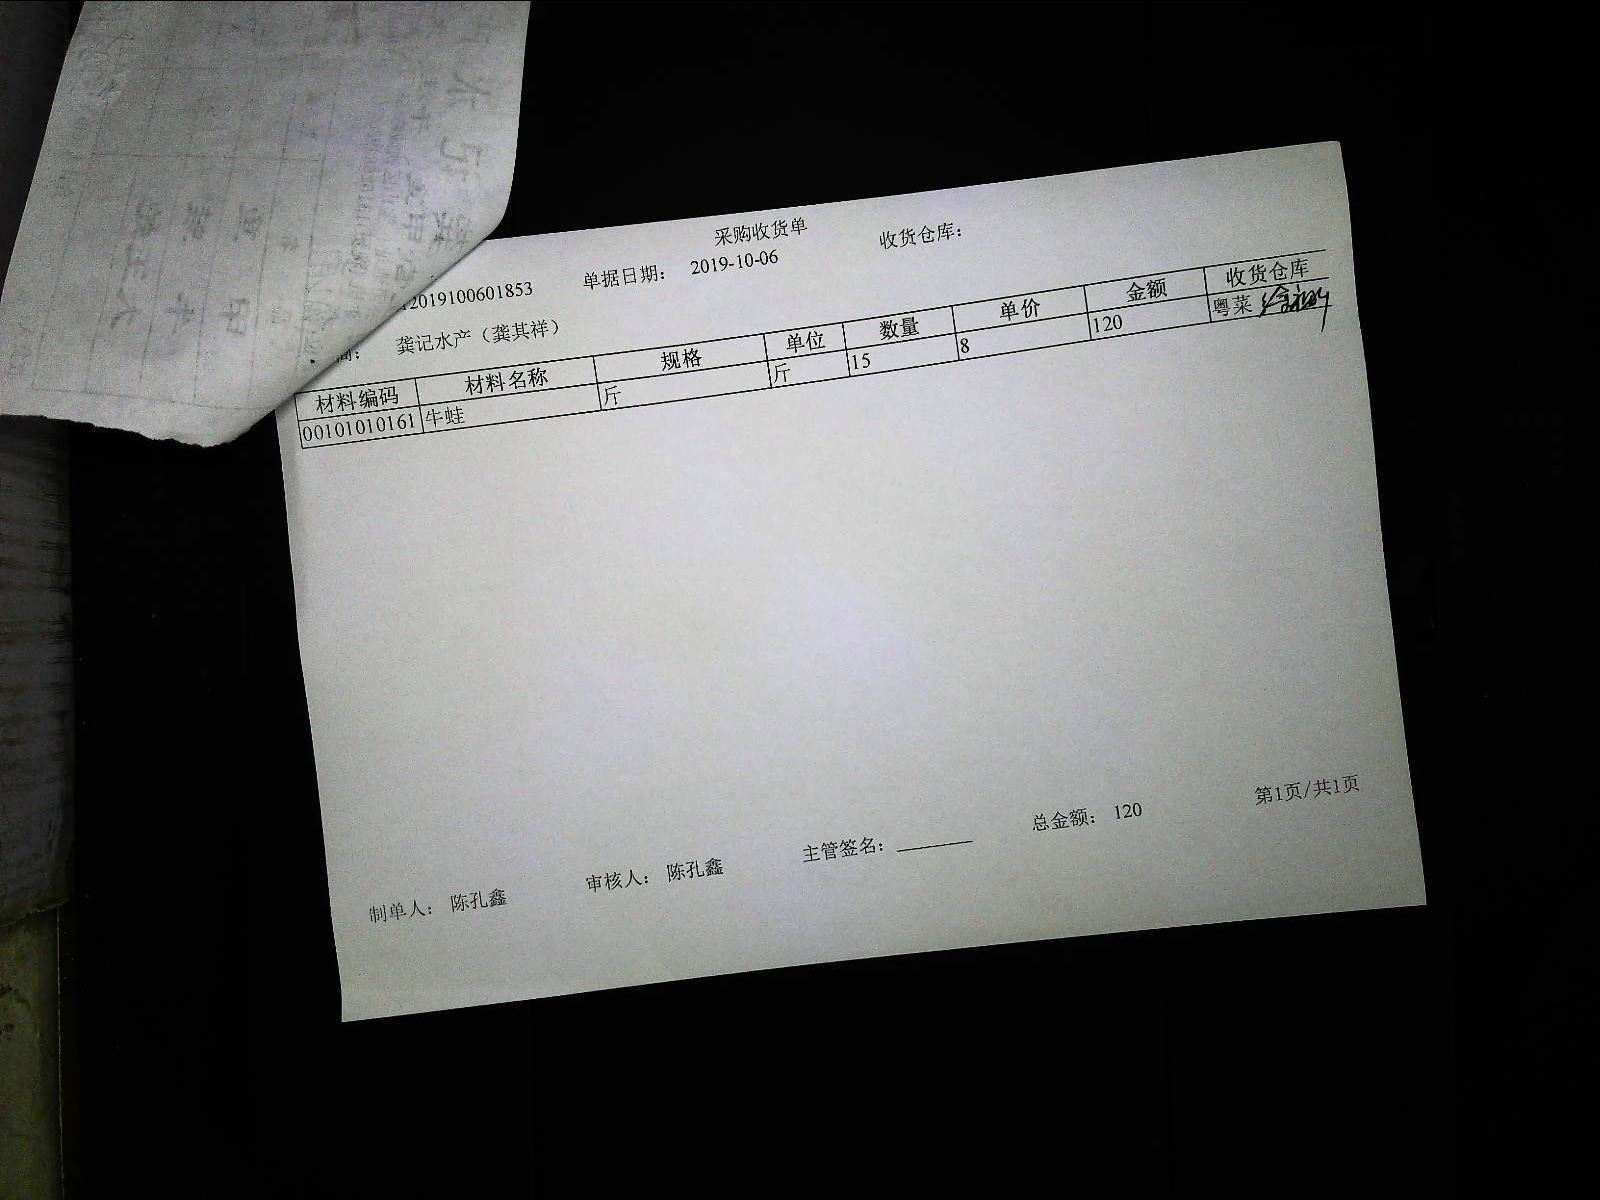 采购收货单
2019100601853 单据日期: 2019-10-06 收货仓库:
商: 龚记水产（龚其祥）
材料编码 材料名称 规格 单位 数量 单价 金额 收货仓库
00101010161 牛蛙 斤 斤 15 8 120 粤菜
制单人: 陈孔鑫 审核人: 陈孔鑫 主管签名: 总金额: 120 第1页/共1页